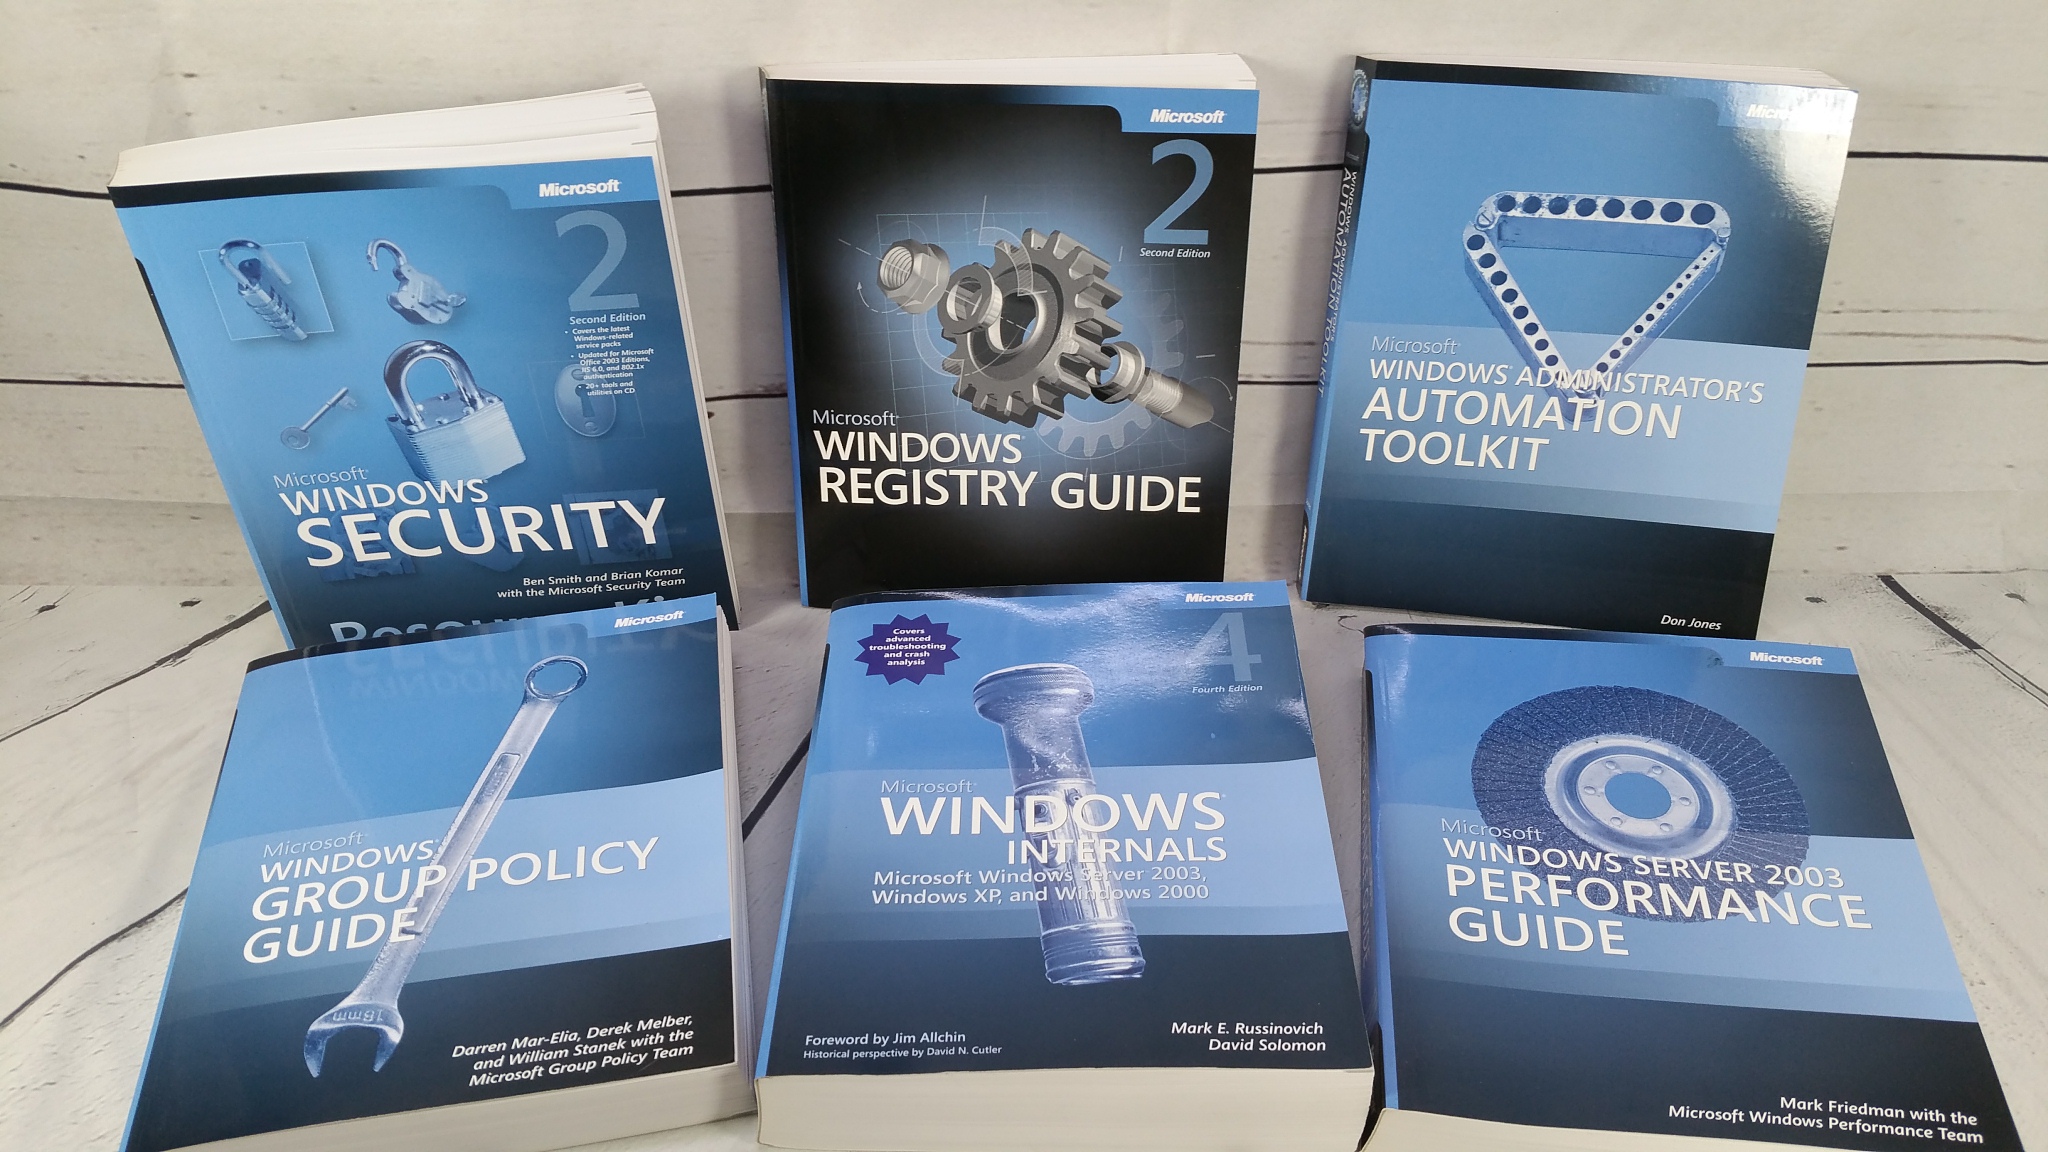 Microsoft
2
Second Edition
• Covers the latest
Windows-related
service packs
• Updated for Microsoft
Office 2003 Editions,
IIS 6.0, and 802.1x
authentication
• 20+ tools and
utilities on CD
Microsoft
WINDOWS
SECURITY
Ben Smith and Brian Komar
with the Microsoft Security Team
Microsoft
2
Second Edition
Microsoft
WINDOWS
REGISTRY GUIDE
Microsoft
WINDOWS ADMINISTRATOR'S
AUTOMATION TOOLKIT
Microsoft
WINDOWS ADMINISTRATOR'S
AUTOMATION
TOOLKIT
Don Jones
Microsoft
Microsoft
WINDOWS
GROUP POLICY
GUIDE
16mm
Darren Mar-Elia, Derek Melber,
and William Stanek with the
Microsoft Group Policy Team
Microsoft
Covers
advanced
troubleshooting
and crash
analysis
4
Fourth Edition
Microsoft
WINDOWS
INTERNALS
Microsoft Windows Server 2003,
Windows XP, and Windows 2000
Foreword by Jim Allchin
Historical perspective by David N. Cutler
Mark E. Russinovich
David Solomon
Microsoft
Microsoft
WINDOWS SERVER 2003
PERFORMANCE
GUIDE
Mark Friedman with the
Microsoft Windows Performance Team